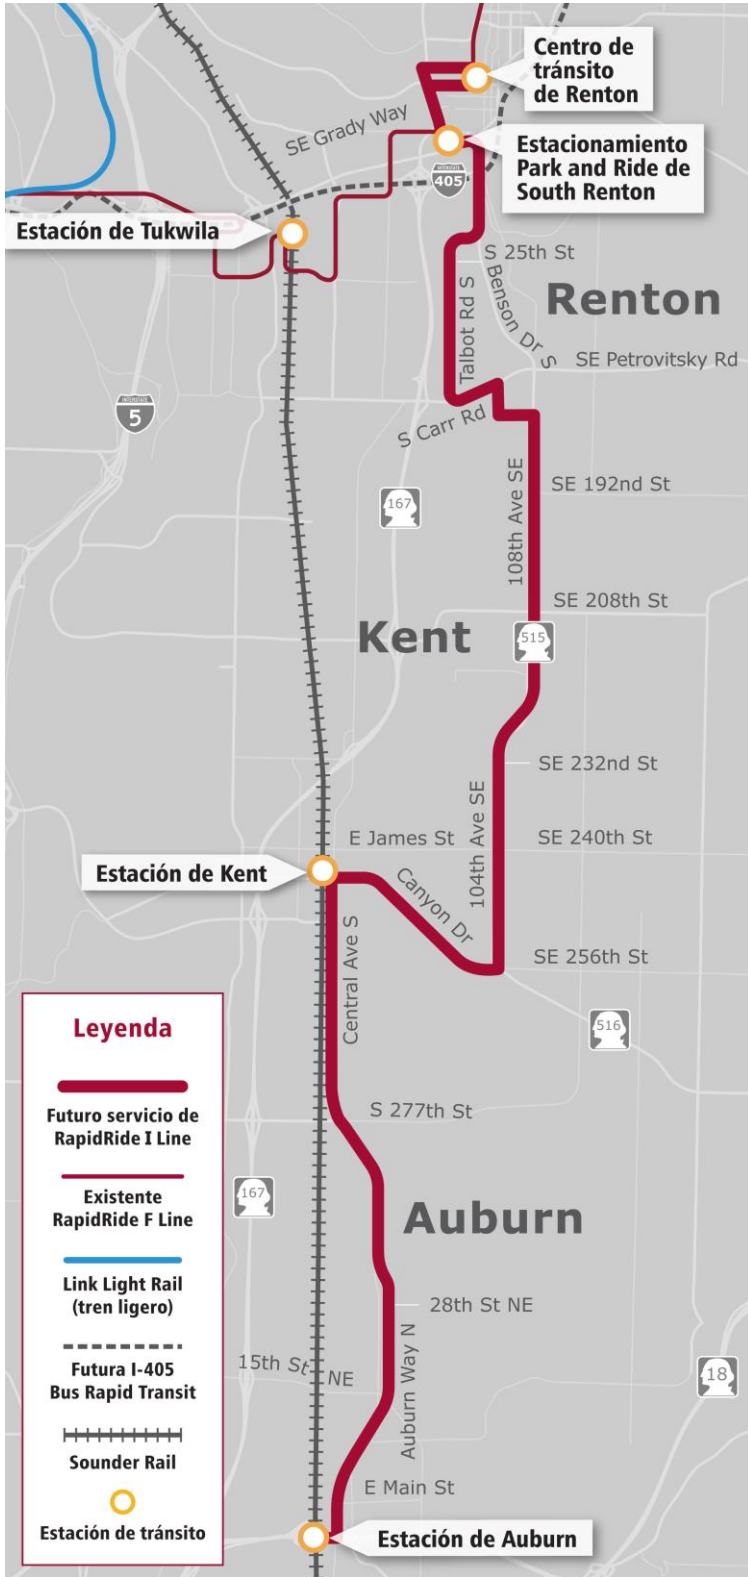 Centro de
tránsito
de Renton
SE Grady Way
Estacionamiento
Park and Ride de
South Renton
INTERSTATE
405
Estación de Tukwila
S 25th St
Benson Dr S
Renton
Talbot Rd S
SE Petrovitsky Rd
INTERSTATE
5
S Carr Rd
167
108th Ave SE
SE 192nd St
SE 208th St
Kent
515
SE 232nd St
104th Ave SE
E James St
SE 240th St
Estación de Kent
Canyon Dr
Central Ave S
SE 256th St
516
S 277th St
167
Auburn
28th St NE
15th St NE
Auburn Way N
18
E Main St
Estación de Auburn
Leyenda
Futuro servicio de
RapidRide I Line
Existente
RapidRide F Line
Link Light Rail
(tren ligero)
Futura I-405
Bus Rapid Transit
Sounder Rail
Estación de tránsito